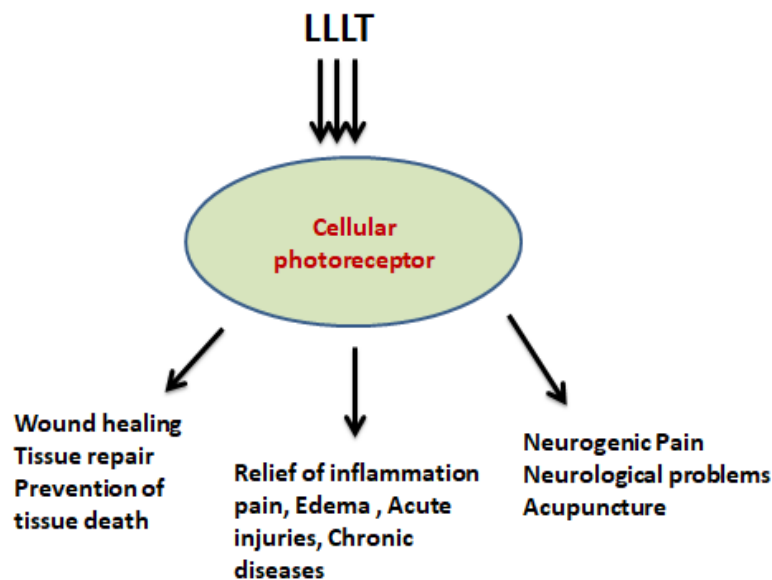 LLLT
Cellular
photoreceptor
Wound healing
Tissue repair
Prevention of
tissue death
Relief of inflammation
pain, Edema , Acute
injuries, Chronic
diseases
Neurogenic Pain
Neurological problems
Acupuncture